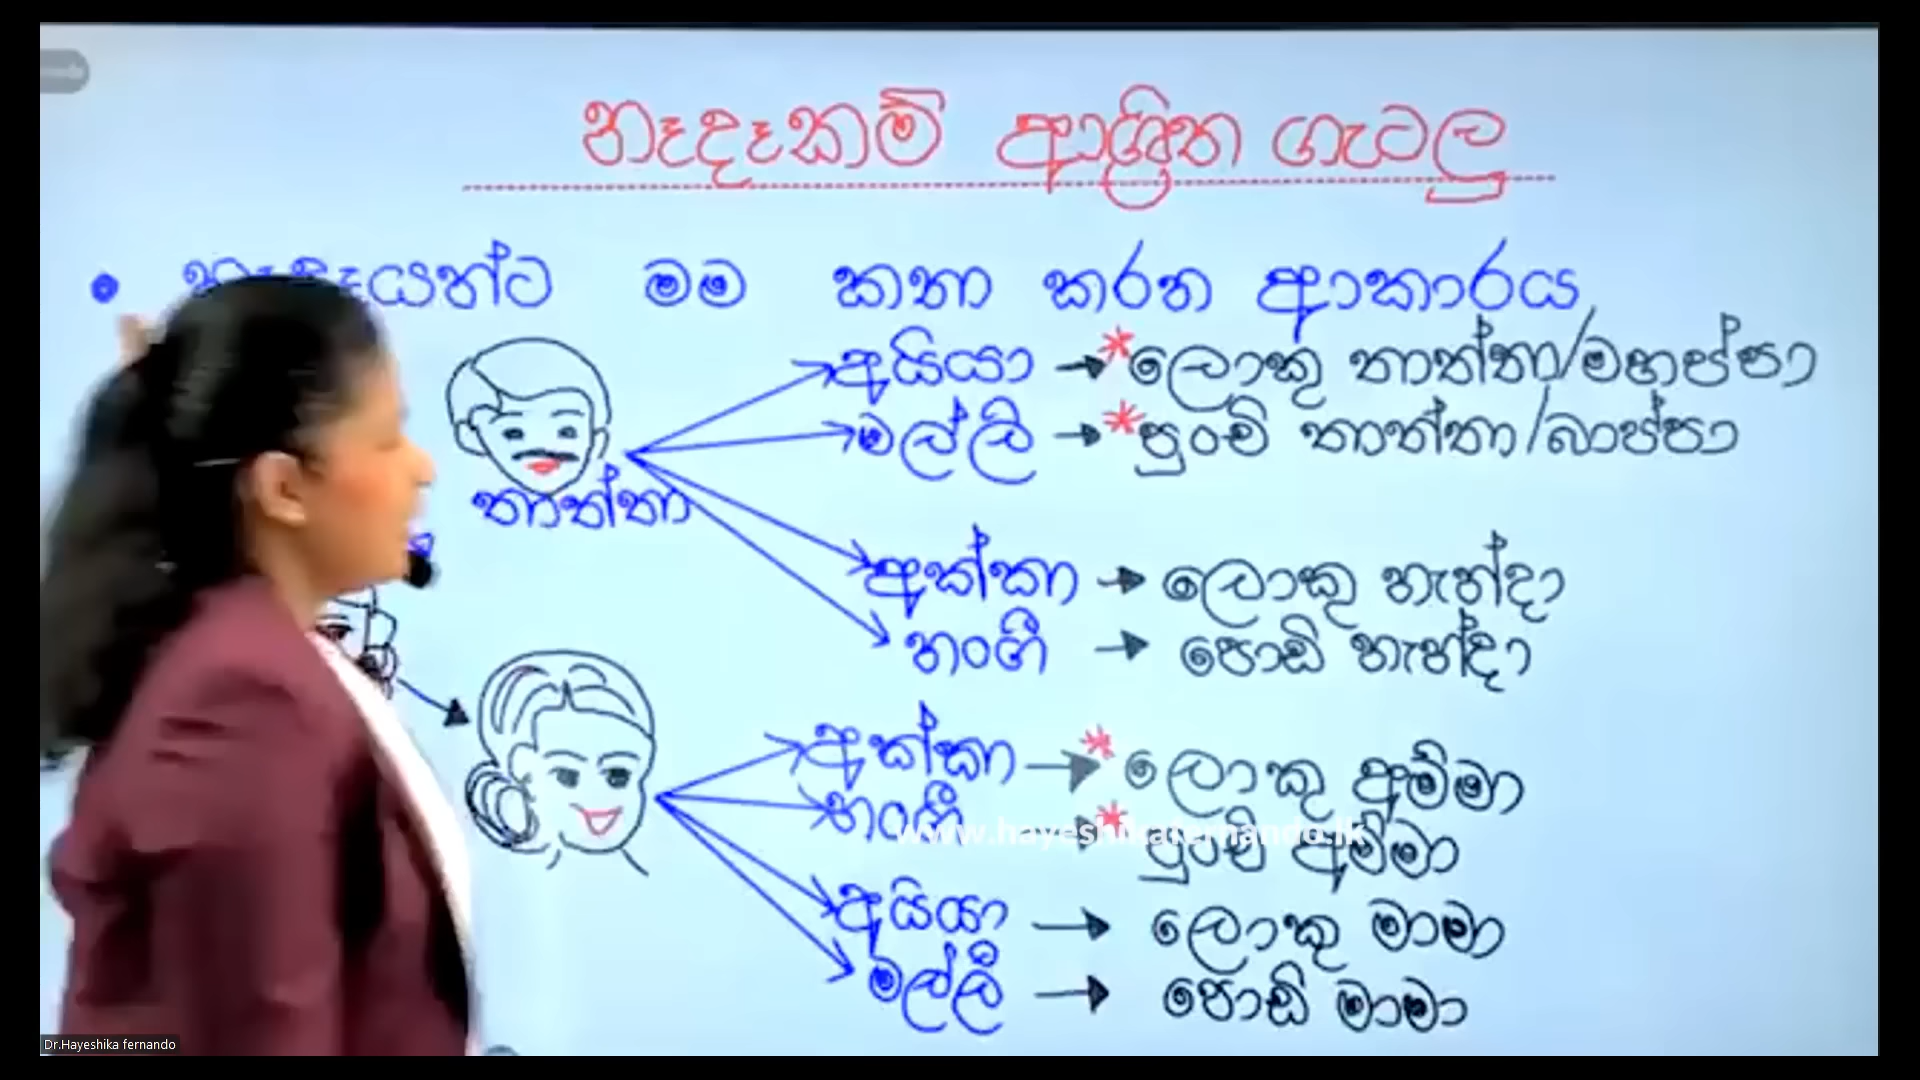 නෑදෑකම් ආශ්‍රිත ගැටලු
• නෑදෑයන්ට මම කතා කරන ආකාරය
අයියා → *ලොකු තාත්තා/මහප්පා
මල්ලි → *පුංචි තාත්තා/බාප්පා
තාත්තා
අක්කා → ලොකු නැන්දා
නංගී → පොඩි නැන්දා
අක්කා → *ලොකු අම්මා
නංගී → *පුංචි අම්මා
www.hayeshikafernando.lk
අයියා → ලොකු මාමා
මල්ලී → පොඩි මාමා
Dr.Hayeshika fernando